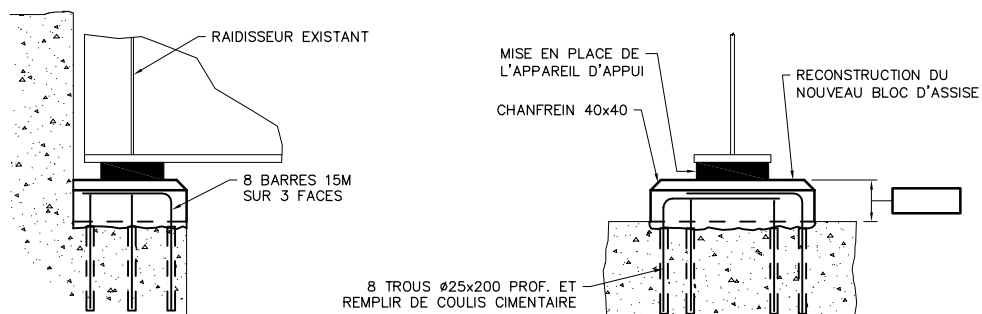 RAIDISSEUR EXISTANT
8 BARRES 15M
SUR 3 FACES
MISE EN PLACE DE
L'APPAREIL D'APPUI
CHANFREIN 40x40
RECONSTRUCTION DU
NOUVEAU BLOC D'ASSISE
8 TROUS ø25x200 PROF. ET
REMPLIR DE COULIS CIMENTAIRE